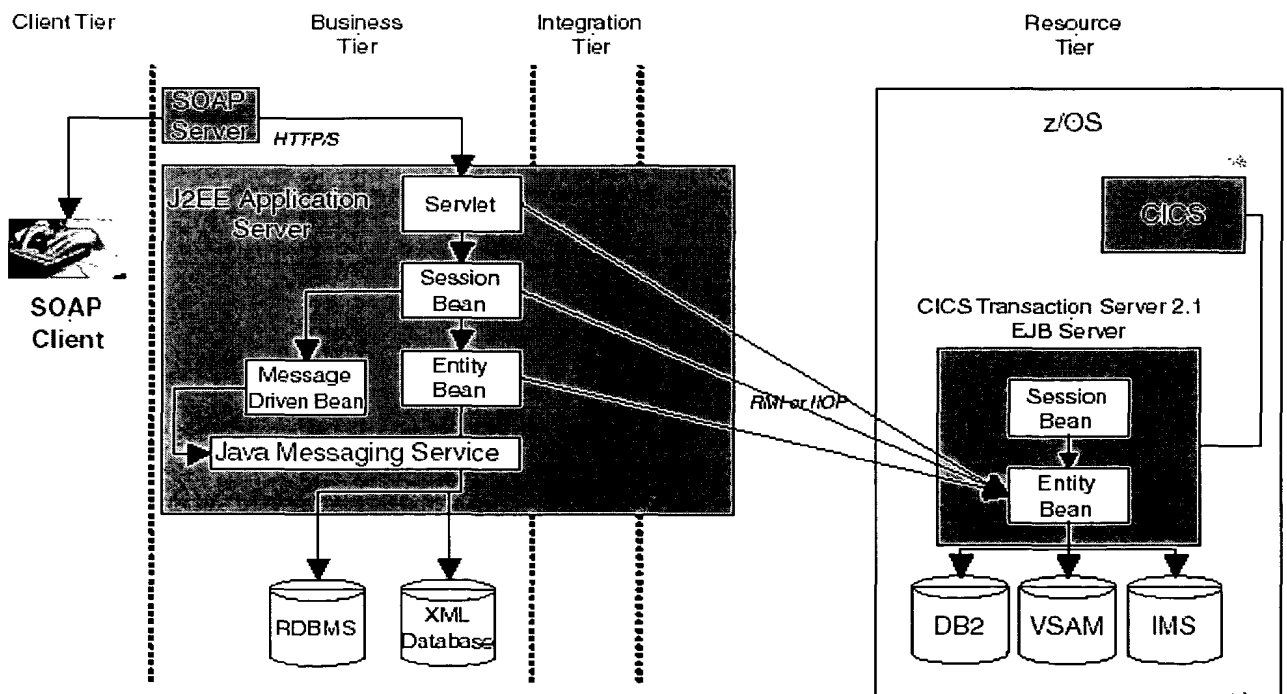 Client Tier
Business
Tier
Integration
Tier
Resource
Tier
SOAP
Server
HTTP/S
z/OS
J2EE Application
Server
Servlet
CICS
Session
Bean
SOAP
Client
CICS Transaction Server 2.1
EJB Server
Message
Driven Bean
Entity
Bean
RMI or IIOP
Session
Bean
Java Messaging Service
Entity
Bean
RDBMS
XML
Database
DB2
VSAM
IMS